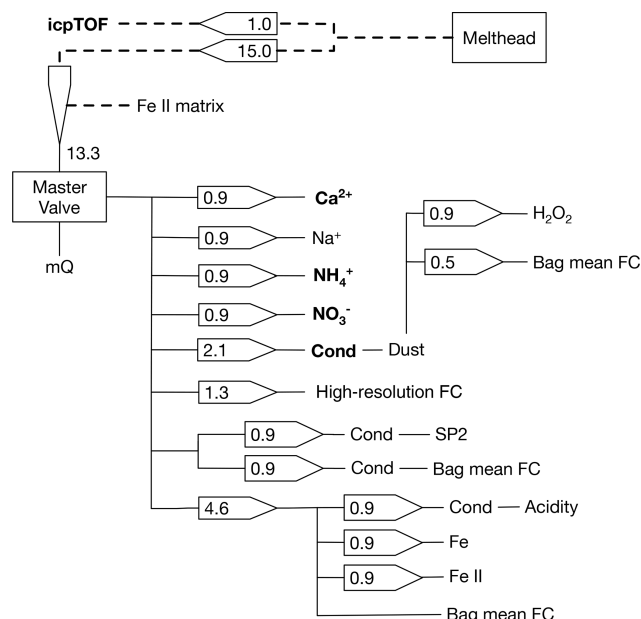 icpTOF
1.0
15.0
Melthead
Fe II matrix
13.3
Master
Valve
mQ
0.9
Ca²⁺
0.9
Na⁺
0.9
NH₄⁺
0.9
NO₃⁻
2.1
Cond
Dust
0.9
H₂O₂
0.5
Bag mean FC
1.3
High-resolution FC
0.9
Cond
SP2
0.9
Cond
Bag mean FC
4.6
0.9
Cond
Acidity
0.9
Fe
0.9
Fe II
Bag mean FC